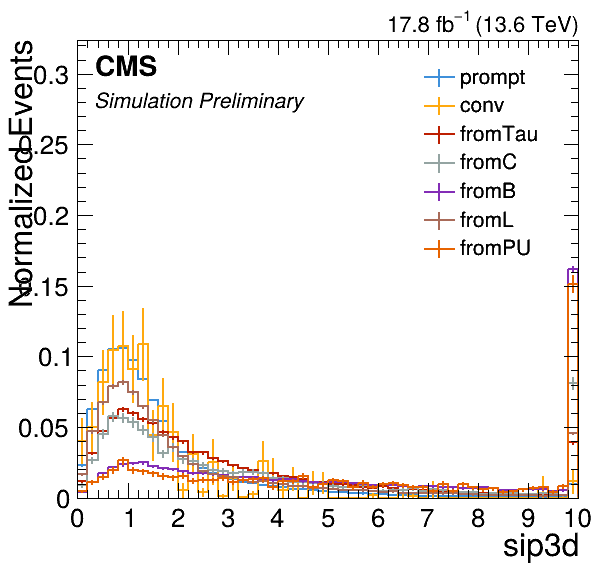 17.8 fb⁻¹ (13.6 TeV)
CMS
Simulation Preliminary
Normalized Events
prompt
conv
fromTau
fromC
fromB
fromL
fromPU
0.3
0.25
0.2
0.15
0.1
0.05
0
0 1 2 3 4 5 6 7 8 9 10
sip3d